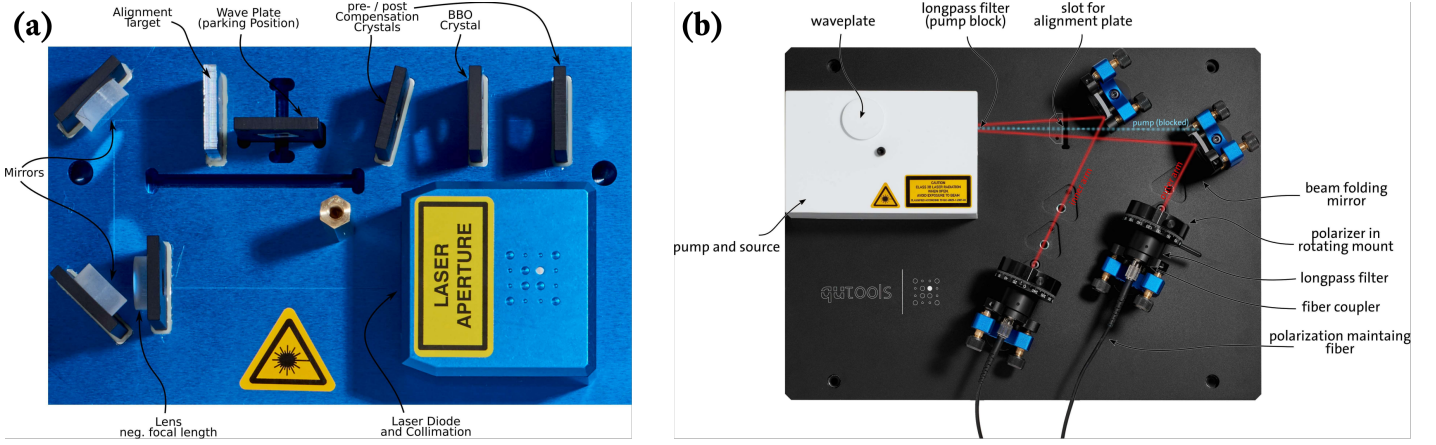 (a)
Alignment
Target
Wave Plate
(parking Position)
pre- / post
Compensation
Crystals
BBO
Crystal
Mirrors
LASER
APERTURE
Lens
neg. focal length
Laser Diode
and Collimation
(b)
waveplate
longpass filter
(pump block)
slot for
alignment plate
pump (blocked)
beam folding
mirror
polarizer in
rotating mount
longpass filter
fiber coupler
polarization maintaing
fiber
pump and source
CAUTION
qutools